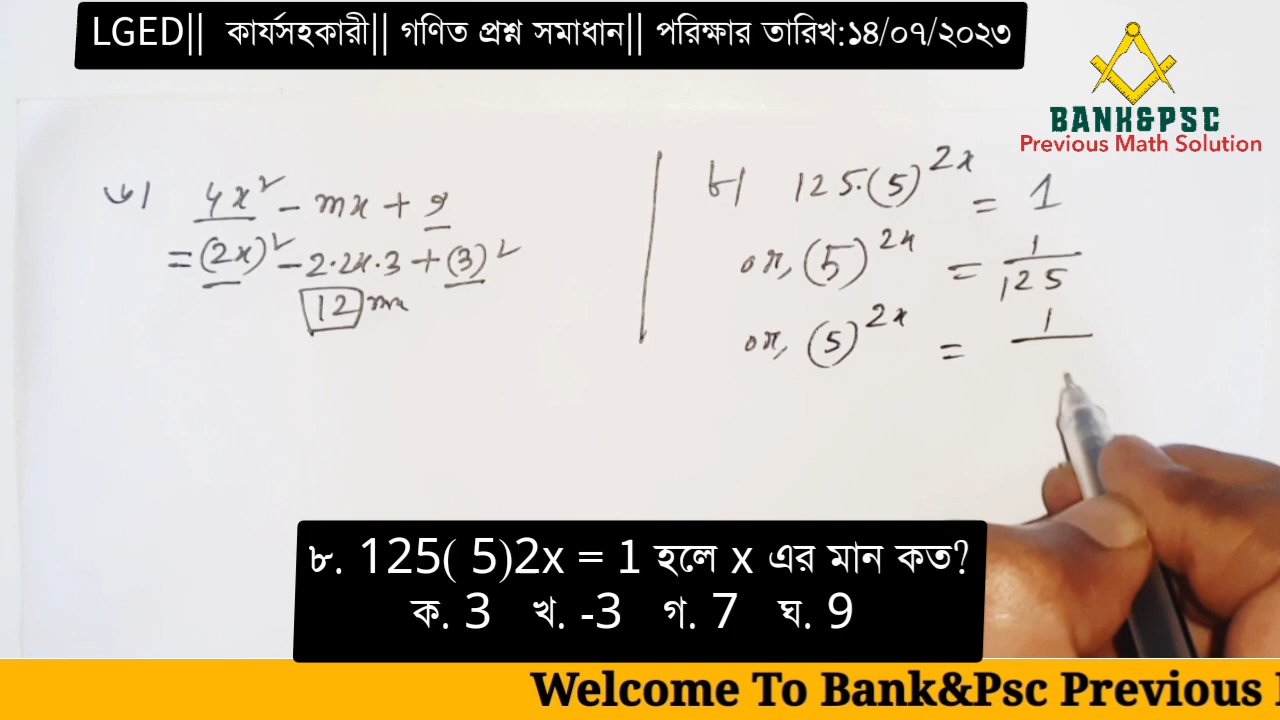 LGED|| কার্যসহকারী|| গণিত প্রশ্ন সমাধান|| পরিক্ষার তারিখ:১৪/০৭/২০২৩
BANK&PSC
Previous Math Solution
৬। 4x² - mx + 9
= (2x)² - 2·2x·3 + (3)²
12 mx
৮। 125·(5)^2x = 1
or, (5)^2x = 1/125
or, (5)^2x = 1
৮. 125( 5)2x = 1 হলে x এর মান কত?
ক. 3 খ. -3 গ. 7 ঘ. 9
Welcome To Bank&Psc Previous